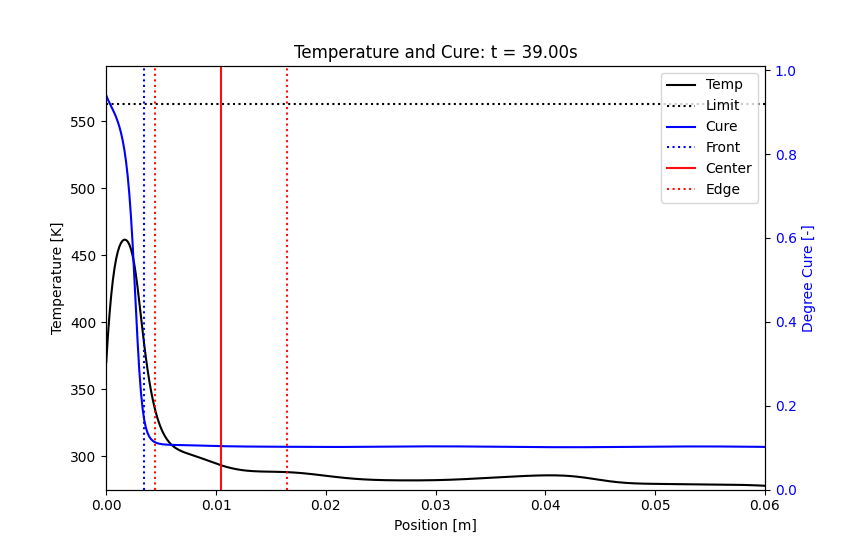 Temperature and Cure: t = 39.00s
Temperature [K]
550
500
450
400
350
300
1.0
0.8
0.6
0.4
0.2
0.0
Degree Cure [-]
Temp
Limit
Cure
Front
Center
Edge
0.00
0.01
0.02
0.03
0.04
0.05
0.06
Position [m]